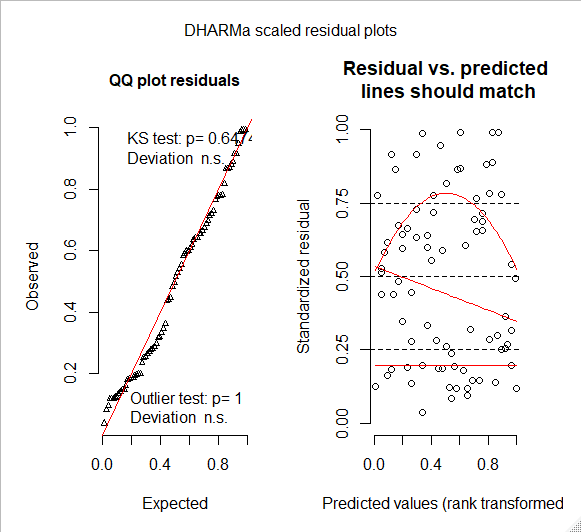 DHARMa scaled residual plots
QQ plot residuals
KS test: p= 0.64
Deviation n.s.
Outlier test: p= 1
Deviation n.s.
Observed
0.2
0.4
0.6
0.8
1.0
0.0
0.4
0.8
Expected
Residual vs. predicted
lines should match
Standardized residual
0.00
0.25
0.50
0.75
1.00
0.0
0.4
0.8
Predicted values (rank transformed